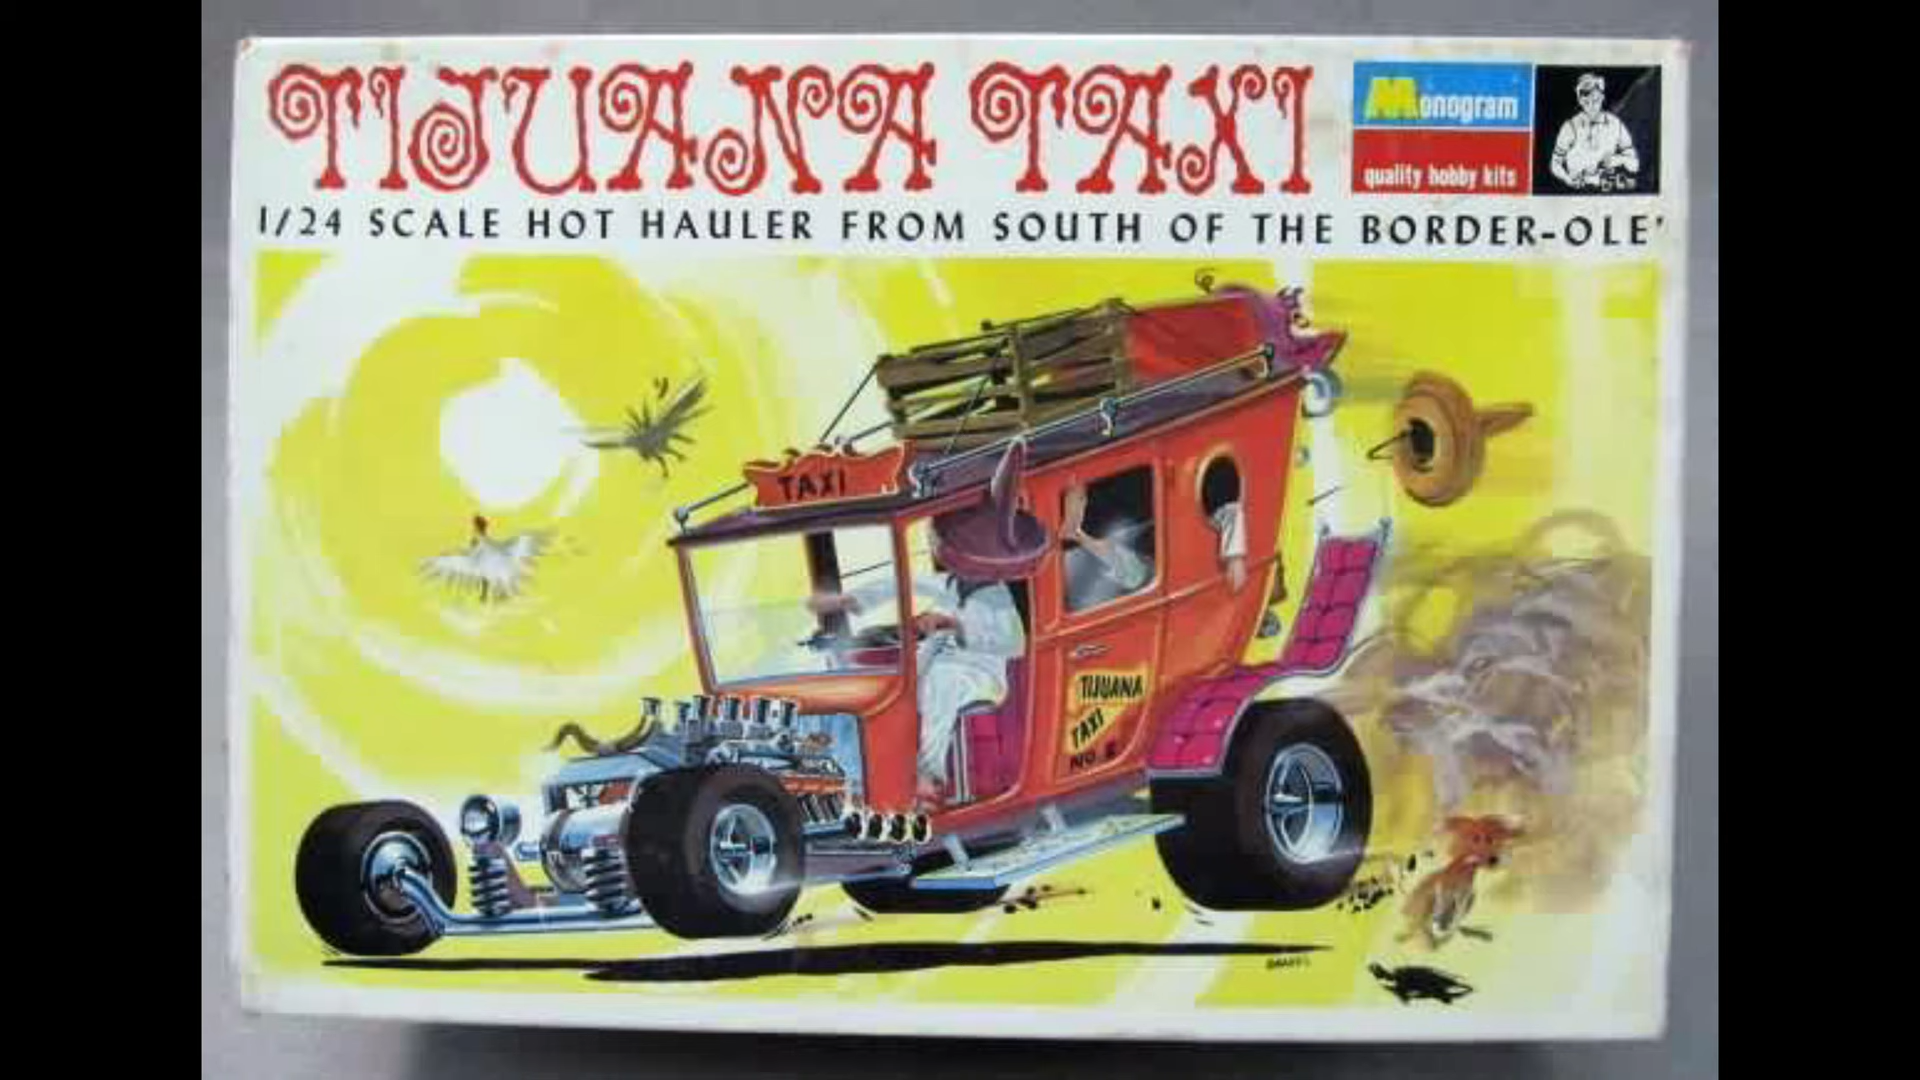 TIJUANA TAXI
Monogram
quality hobby kits
1/24 SCALE HOT HAULER FROM SOUTH OF THE BORDER-OLE'
TAXI
TIJUANA
TAXI